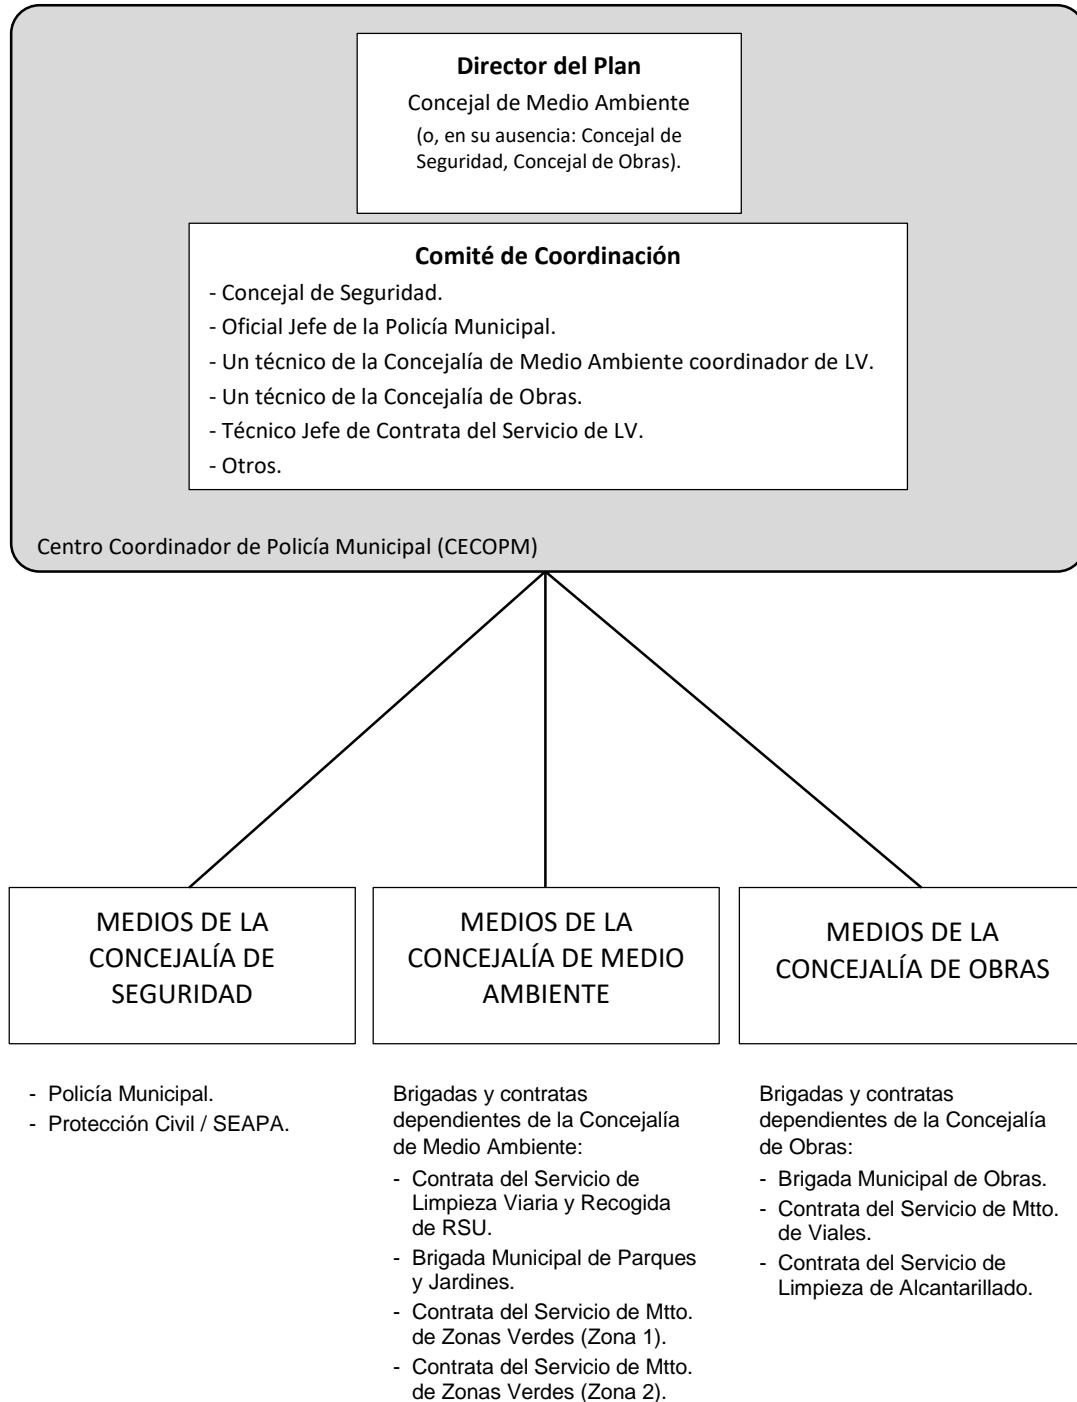 Director del Plan
Concejal de Medio Ambiente
(o, en su ausencia: Concejal de
Seguridad, Concejal de Obras).
Comité de Coordinación
- Concejal de Seguridad.
- Oficial Jefe de la Policía Municipal.
- Un técnico de la Concejalía de Medio Ambiente coordinador de LV.
- Un técnico de la Concejalía de Obras.
- Técnico Jefe de Contrata del Servicio de LV.
- Otros.
Centro Coordinador de Policía Municipal (CECOPM)
MEDIOS DE LA
CONCEJALÍA DE
SEGURIDAD
- Policía Municipal.
- Protección Civil / SEAPA.
MEDIOS DE LA
CONCEJALÍA DE MEDIO
AMBIENTE
Brigadas y contratas
dependientes de la Concejalía
de Medio Ambiente:
- Contrata del Servicio de
Limpieza Viaria y Recogida
de RSU.
- Brigada Municipal de Parques
y Jardines.
- Contrata del Servicio de Mtto.
de Zonas Verdes (Zona 1).
- Contrata del Servicio de Mtto.
de Zonas Verdes (Zona 2).
MEDIOS DE LA
CONCEJALÍA DE OBRAS
Brigadas y contratas
dependientes de la Concejalía
de Obras:
- Brigada Municipal de Obras.
- Contrata del Servicio de Mtto.
de Viales.
- Contrata del Servicio de
Limpieza de Alcantarillado.